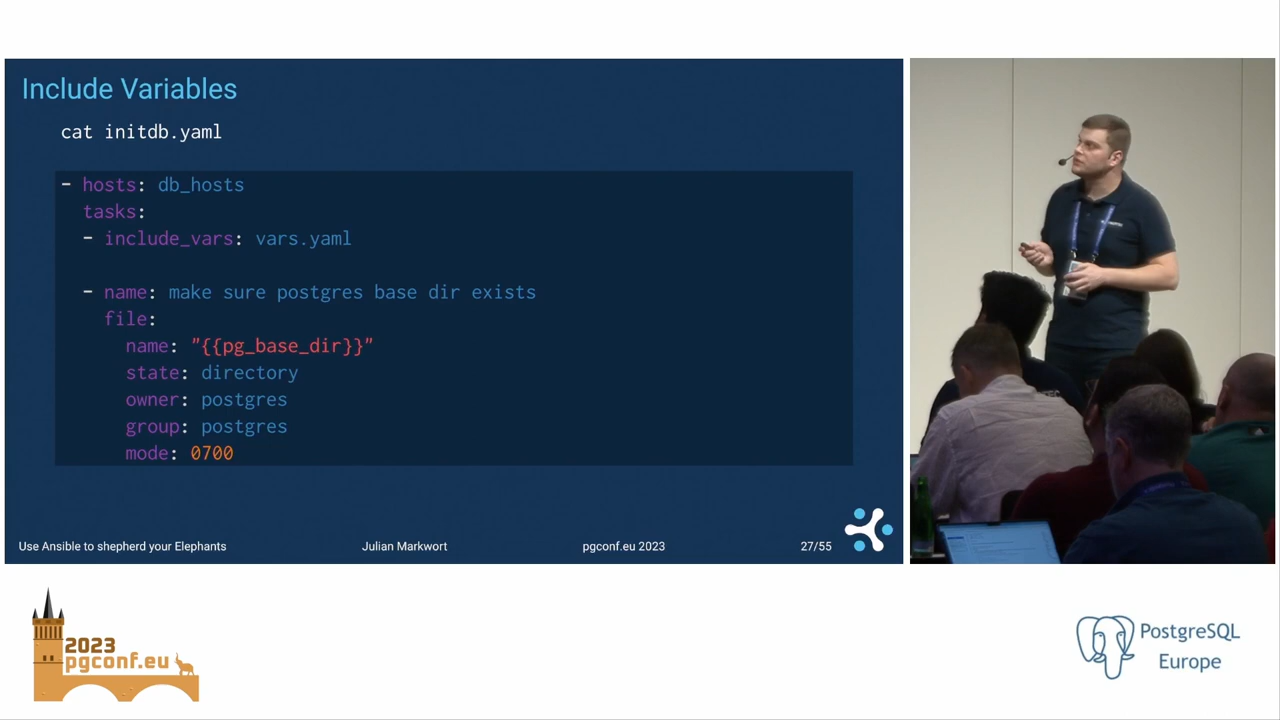 Include Variables
cat initdb.yaml
- hosts: db_hosts
tasks:
- include_vars: vars.yaml
- name: make sure postgres base dir exists
file:
name: "{{pg_base_dir}}"
state: directory
owner: postgres
group: postgres
mode: 0700
Use Ansible to shepherd your Elephants
Julian Markwort
pgconf.eu 2023
27/55
2023
pgconf.eu
PostgreSQL
Europe